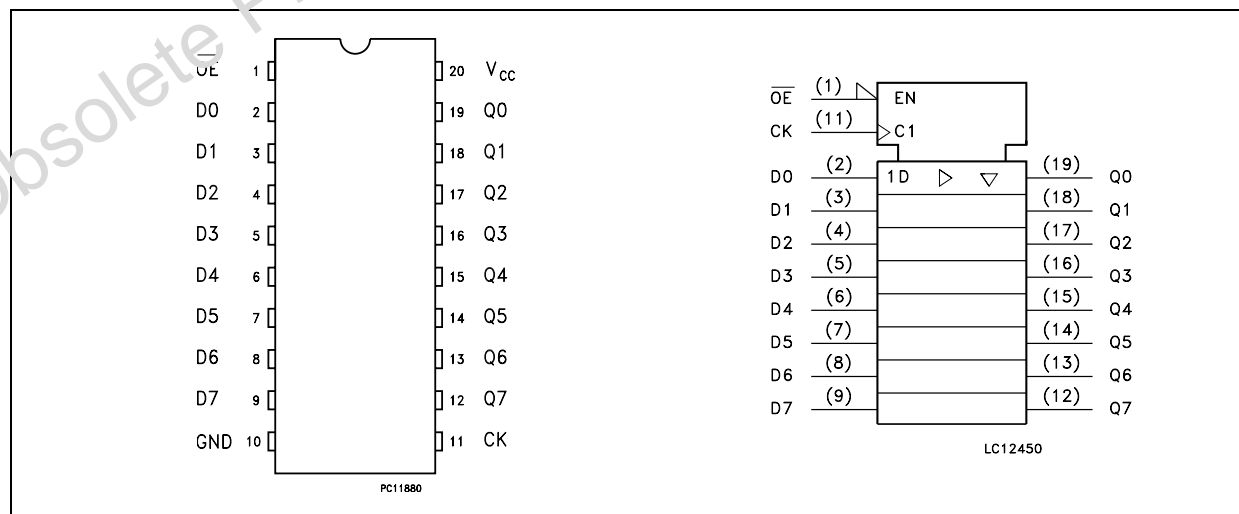 Obsolete
OE 1 20 VCC
D0 2 19 Q0
D1 3 18 Q1
D2 4 17 Q2
D3 5 16 Q3
D4 6 15 Q4
D5 7 14 Q5
D6 8 13 Q6
D7 9 12 Q7
GND 10 11 CK
PC11880
OE (1) EN
CK (11) C1
D0 (2) 1D (19) Q0
D1 (3) (18) Q1
D2 (4) (17) Q2
D3 (5) (16) Q3
D4 (6) (15) Q4
D5 (7) (14) Q5
D6 (8) (13) Q6
D7 (9) (12) Q7
LC12450